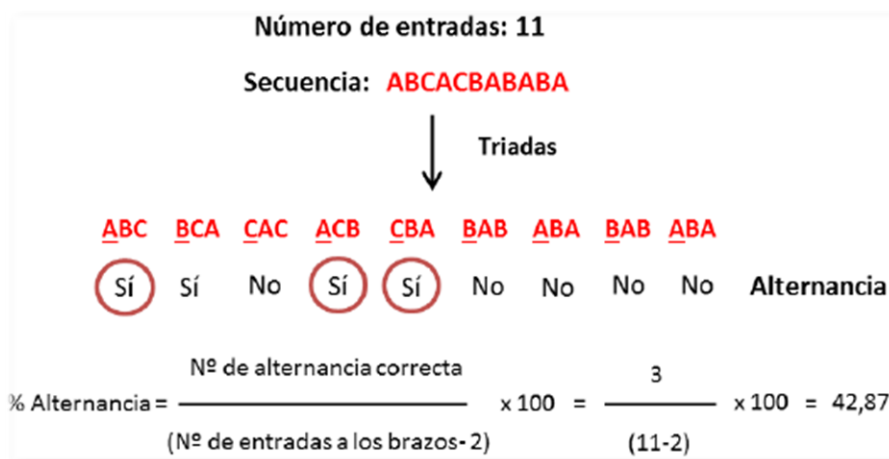 Número de entradas: 11
Secuencia: ABCACBABABA
Triadas
ABC BCA CAC ACB CBA BAB ABA BAB ABA
Sí Sí No Sí Sí No No No No Alternancia
Nº de alternancia correcta
% Alternancia = x 100 = 3 x 100 = 42,87
(Nº de entradas a los brazos- 2) (11-2)